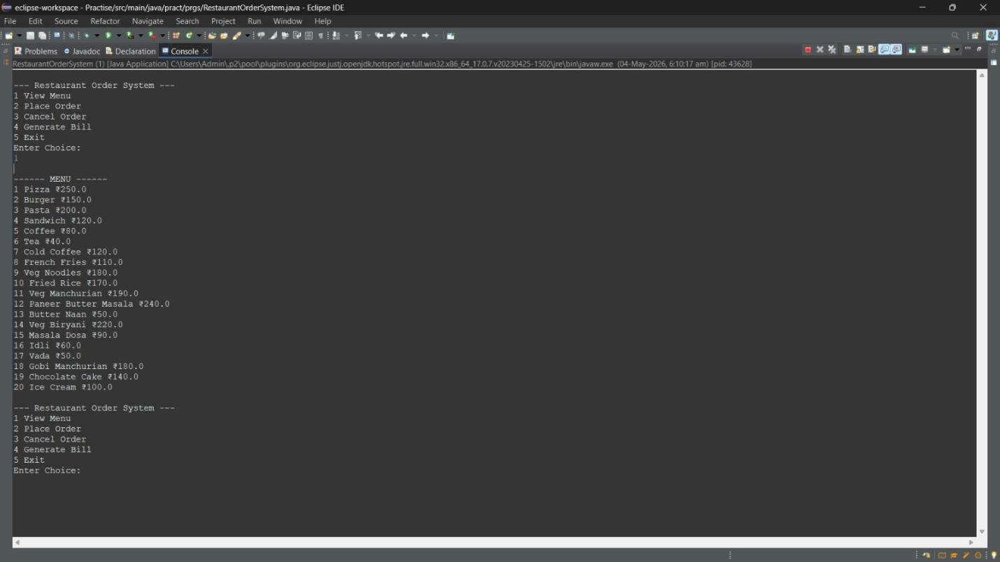 eclipse-workspace - Practise/src/main/java/pract/prgs/RestaurantOrderSystem.java - Eclipse IDE
File Edit Source Refactor Navigate Search Project Run Window Help
Problems Javadoc Declaration Console
RestaurantOrderSystem (1) [Java Application] C:\Users\Admin\.p2\pool\plugins\org.eclipse.justj.openjdk.hotspot.jre.full.win32.x86_64_17.0.7.v20230425-1502\jre\bin\javaw.exe (04-May-2026, 6:10:17 am) [pid: 43628]
--- Restaurant Order System ---
1 View Menu
2 Place Order
3 Cancel Order
4 Generate Bill
5 Exit
Enter Choice:
1
------ MENU ------
1 Pizza ₹250.0
2 Burger ₹150.0
3 Pasta ₹200.0
4 Sandwich ₹120.0
5 Coffee ₹80.0
6 Tea ₹40.0
7 Cold Coffee ₹120.0
8 French Fries ₹110.0
9 Veg Noodles ₹180.0
10 Fried Rice ₹170.0
11 Veg Manchurian ₹190.0
12 Paneer Butter Masala ₹240.0
13 Butter Naan ₹50.0
14 Veg Biryani ₹220.0
15 Masala Dosa ₹90.0
16 Idli ₹60.0
17 Vada ₹50.0
18 Gobi Manchurian ₹180.0
19 Chocolate Cake ₹140.0
20 Ice Cream ₹100.0
--- Restaurant Order System ---
1 View Menu
2 Place Order
3 Cancel Order
4 Generate Bill
5 Exit
Enter Choice: